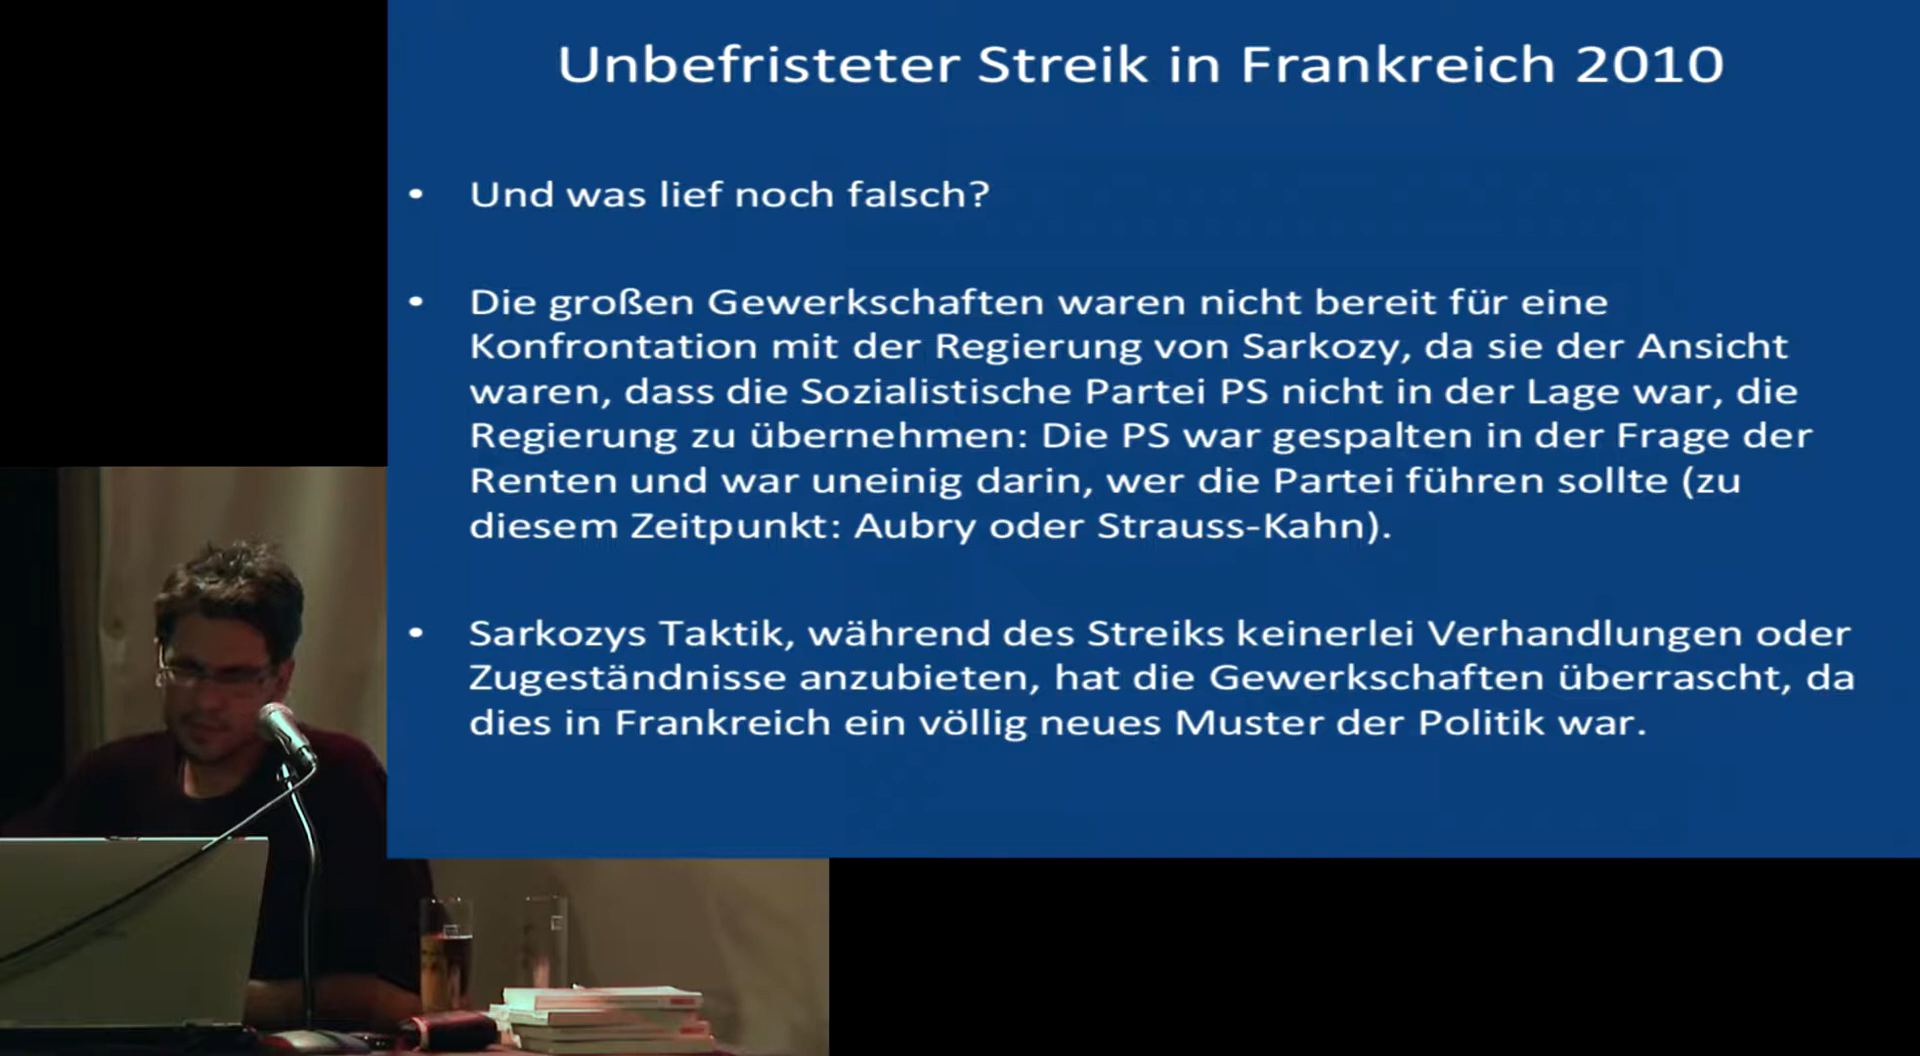 Unbefristeter Streik in Frankreich 2010
• Und was lief noch falsch?
• Die großen Gewerkschaften waren nicht bereit für eine
Konfrontation mit der Regierung von Sarkozy, da sie der Ansicht
waren, dass die Sozialistische Partei PS nicht in der Lage war, die
Regierung zu übernehmen: Die PS war gespalten in der Frage der
Renten und war uneinig darin, wer die Partei führen sollte (zu
diesem Zeitpunkt: Aubry oder Strauss-Kahn).
• Sarkozys Taktik, während des Streiks keinerlei Verhandlungen oder
Zugeständnisse anzubieten, hat die Gewerkschaften überrascht, da
dies in Frankreich ein völlig neues Muster der Politik war.